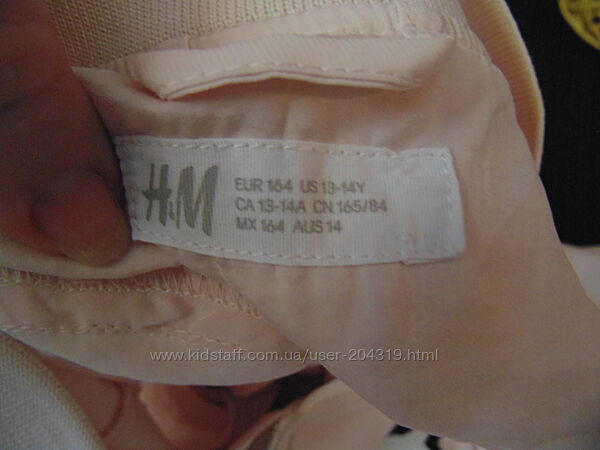 H&M
EUR 164 US 13-14Y
CA 13-14A CN 165/84
MX 164 AUS 14
www.kidstaff.com.ua/user-204319.html